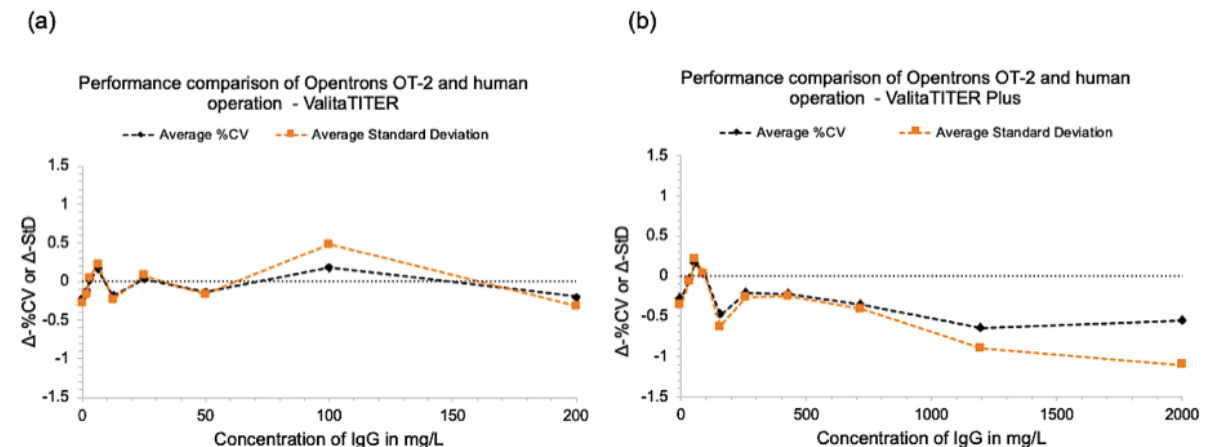 (a)
Performance comparison of Opentrons OT-2 and human
operation - ValitaTITER
Average %CV
Average Standard Deviation
Δ-%CV or Δ-StD
1.5
1
0.5
0
-0.5
-1
-1.5
0
50
100
150
200
Concentration of IgG in mg/L
(b)
Performance comparison of Opentrons OT-2 and human
operation - ValitaTITER Plus
Average %CV
Average Standard Deviation
Δ-%CV or Δ-StD
1.5
1
0.5
0
-0.5
-1
-1.5
0
500
1000
1500
2000
Concentration of IgG in mg/L